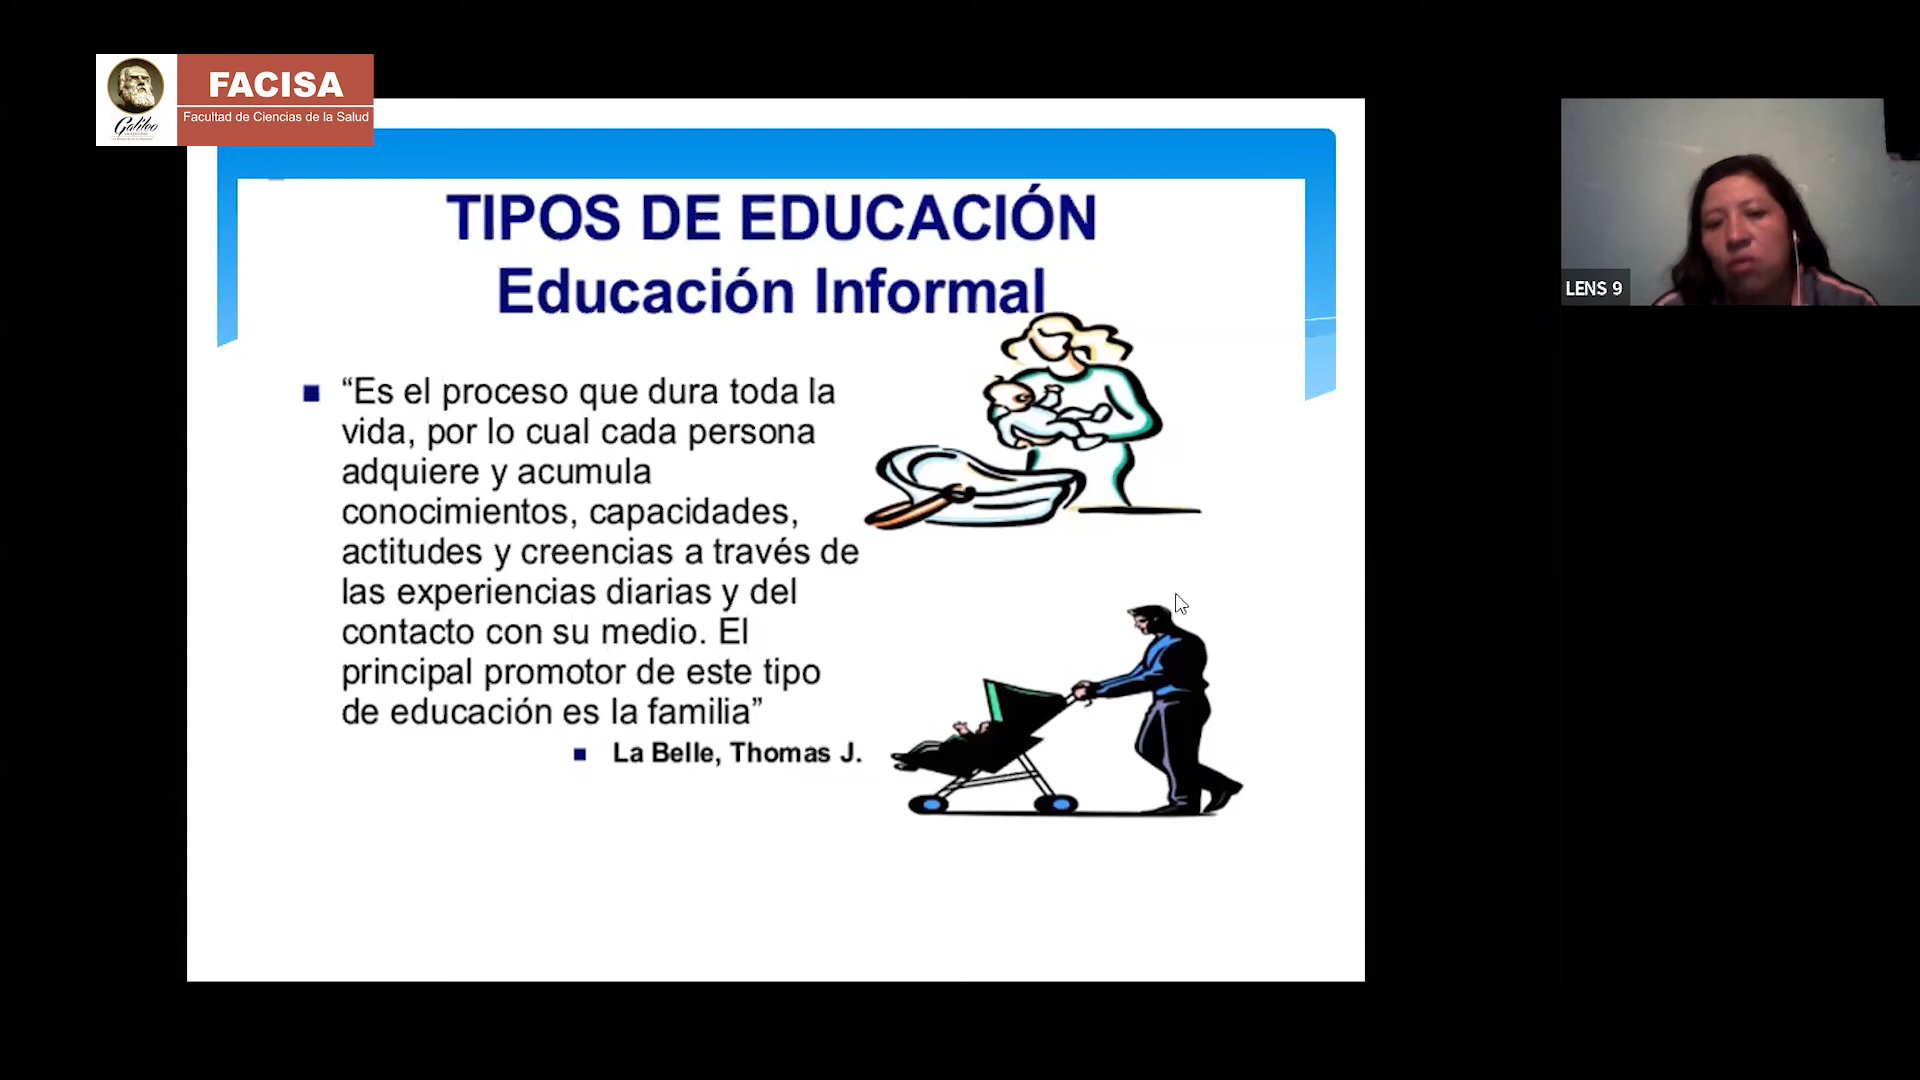 FACISA
Facultad de Ciencias de la Salud
Galileo
TIPOS DE EDUCACIÓN
Educación Informal
“Es el proceso que dura toda la
vida, por lo cual cada persona
adquiere y acumula
conocimientos, capacidades,
actitudes y creencias a través de
las experiencias diarias y del
contacto con su medio. El
principal promotor de este tipo
de educación es la familia”
La Belle, Thomas J.
LENS 9